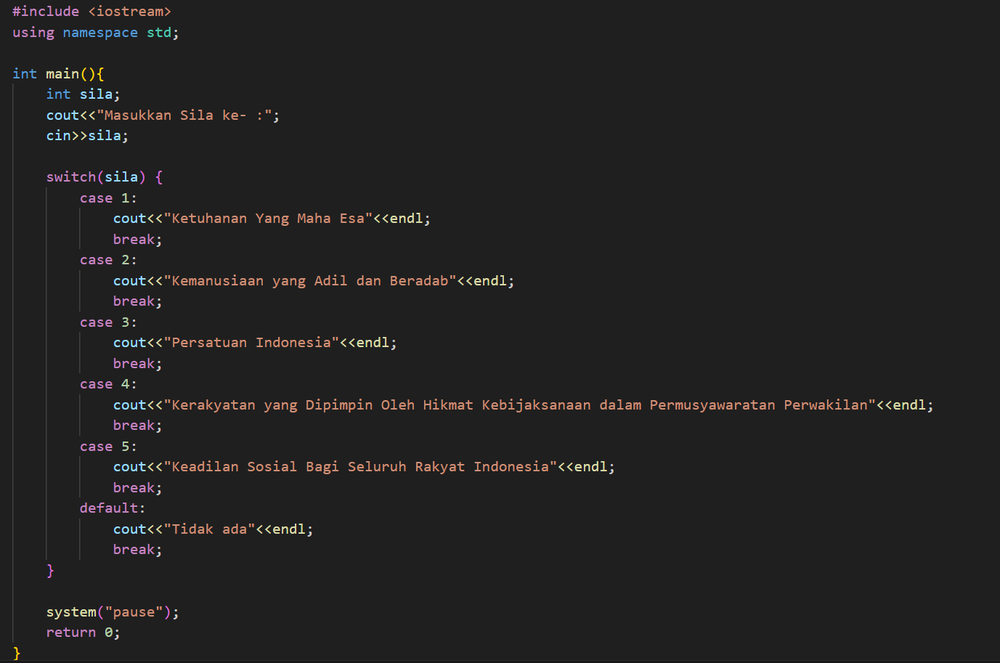 #include <iostream>
using namespace std;
int main(){
int sila;
cout<<"Masukkan Sila ke- :";
cin>>sila;
switch(sila) {
case 1:
cout<<"Ketuhanan Yang Maha Esa"<<endl;
break;
case 2:
cout<<"Kemanusiaan yang Adil dan Beradab"<<endl;
break;
case 3:
cout<<"Persatuan Indonesia"<<endl;
break;
case 4:
cout<<"Kerakyatan yang Dipimpin Oleh Hikmat Kebijaksanaan dalam Permusyawaratan Perwakilan"<<endl;
break;
case 5:
cout<<"Keadilan Sosial Bagi Seluruh Rakyat Indonesia"<<endl;
break;
default:
cout<<"Tidak ada"<<endl;
break;
}
system("pause");
return 0;
}